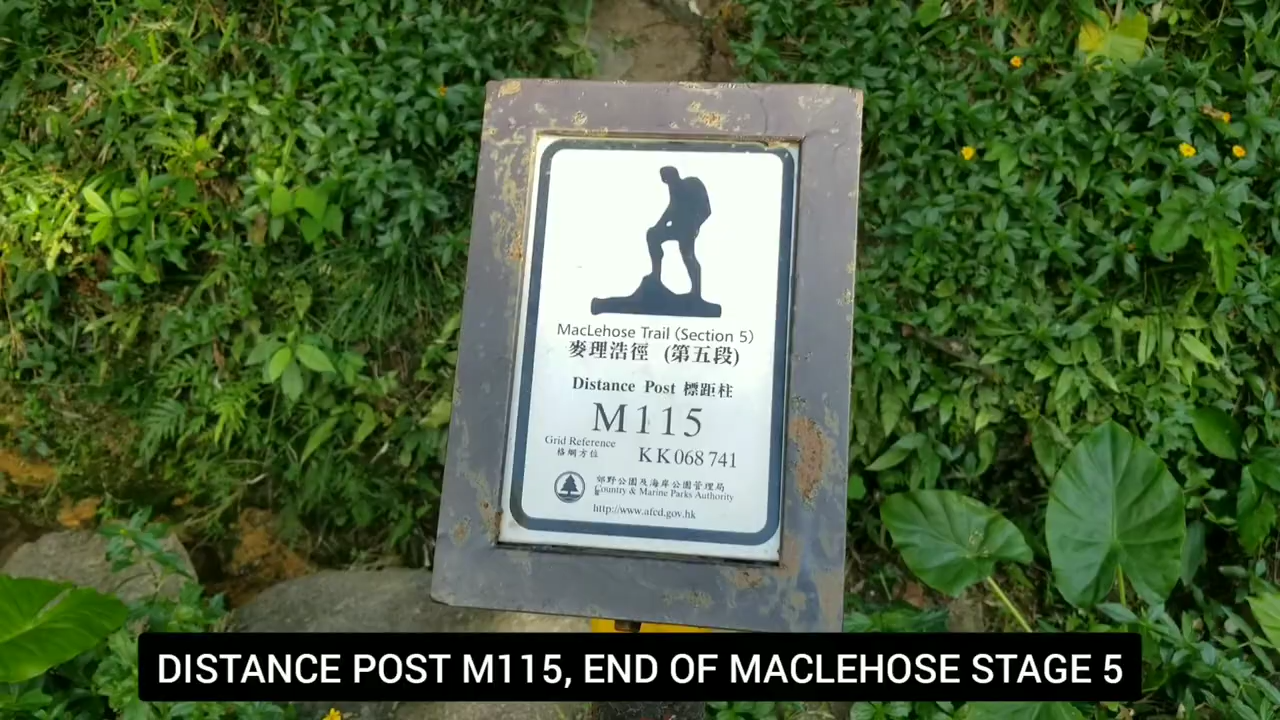 MacLehose Trail (Section 5)
麥理浩徑 (第五段)
Distance Post 標距柱
M115
Grid Reference
格網方位
KK068741
郊野公園及海岸公園管理局
Country & Marine Parks Authority
http://www.afcd.gov.hk
DISTANCE POST M115, END OF MACLEHOSE STAGE 5